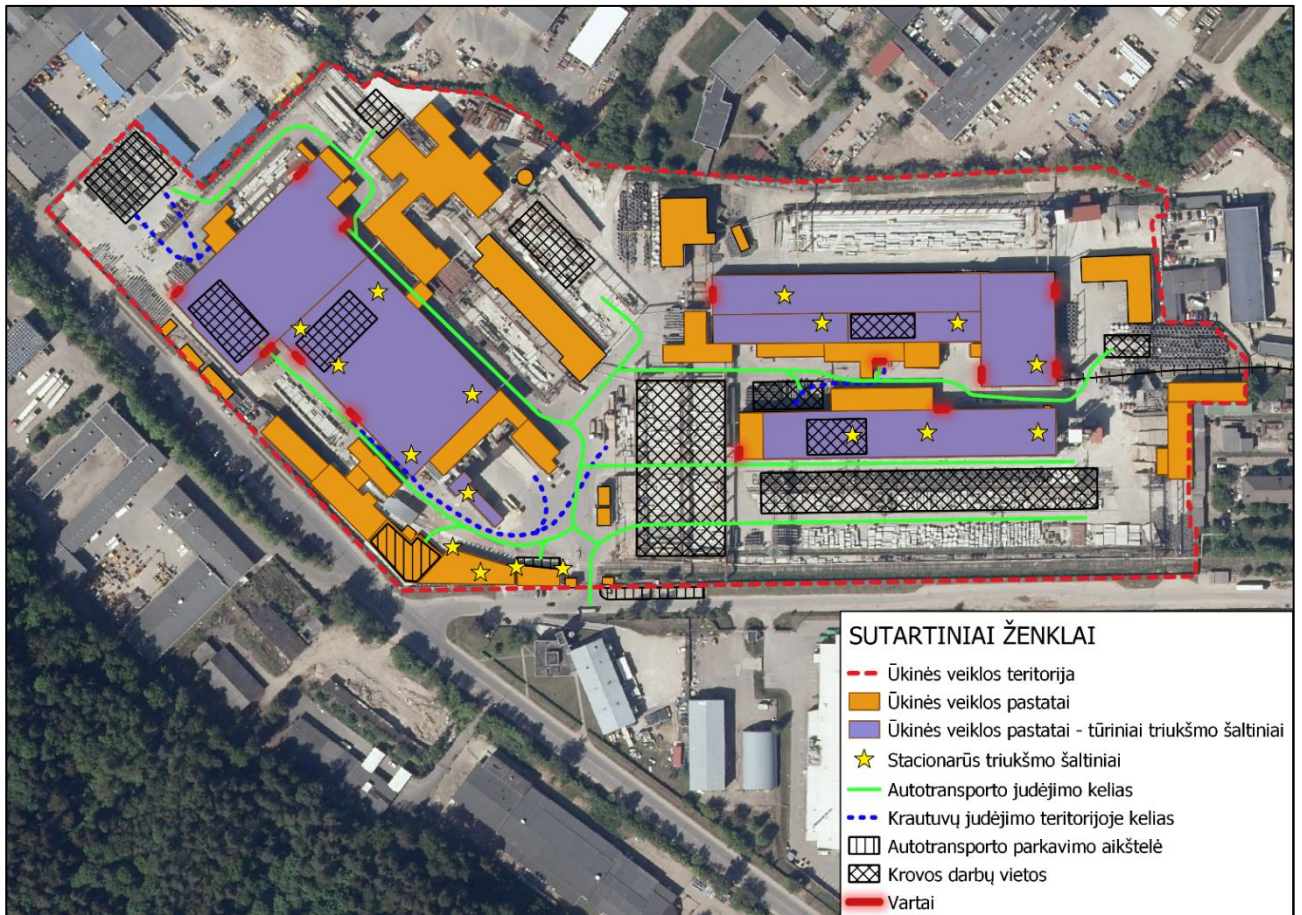 SUTARTINIAI ŽENKLAI
Ūkinės veiklos teritorija
Ūkinės veiklos pastatai
Ūkinės veiklos pastatai - tūriniai triukšmo šaltiniai
Stacionarūs triukšmo šaltiniai
Autotransporto judėjimo kelias
Krautuvų judėjimo teritorijoje kelias
Autotransporto parkavimo aikštelė
Krovos darbų vietos
Vartai